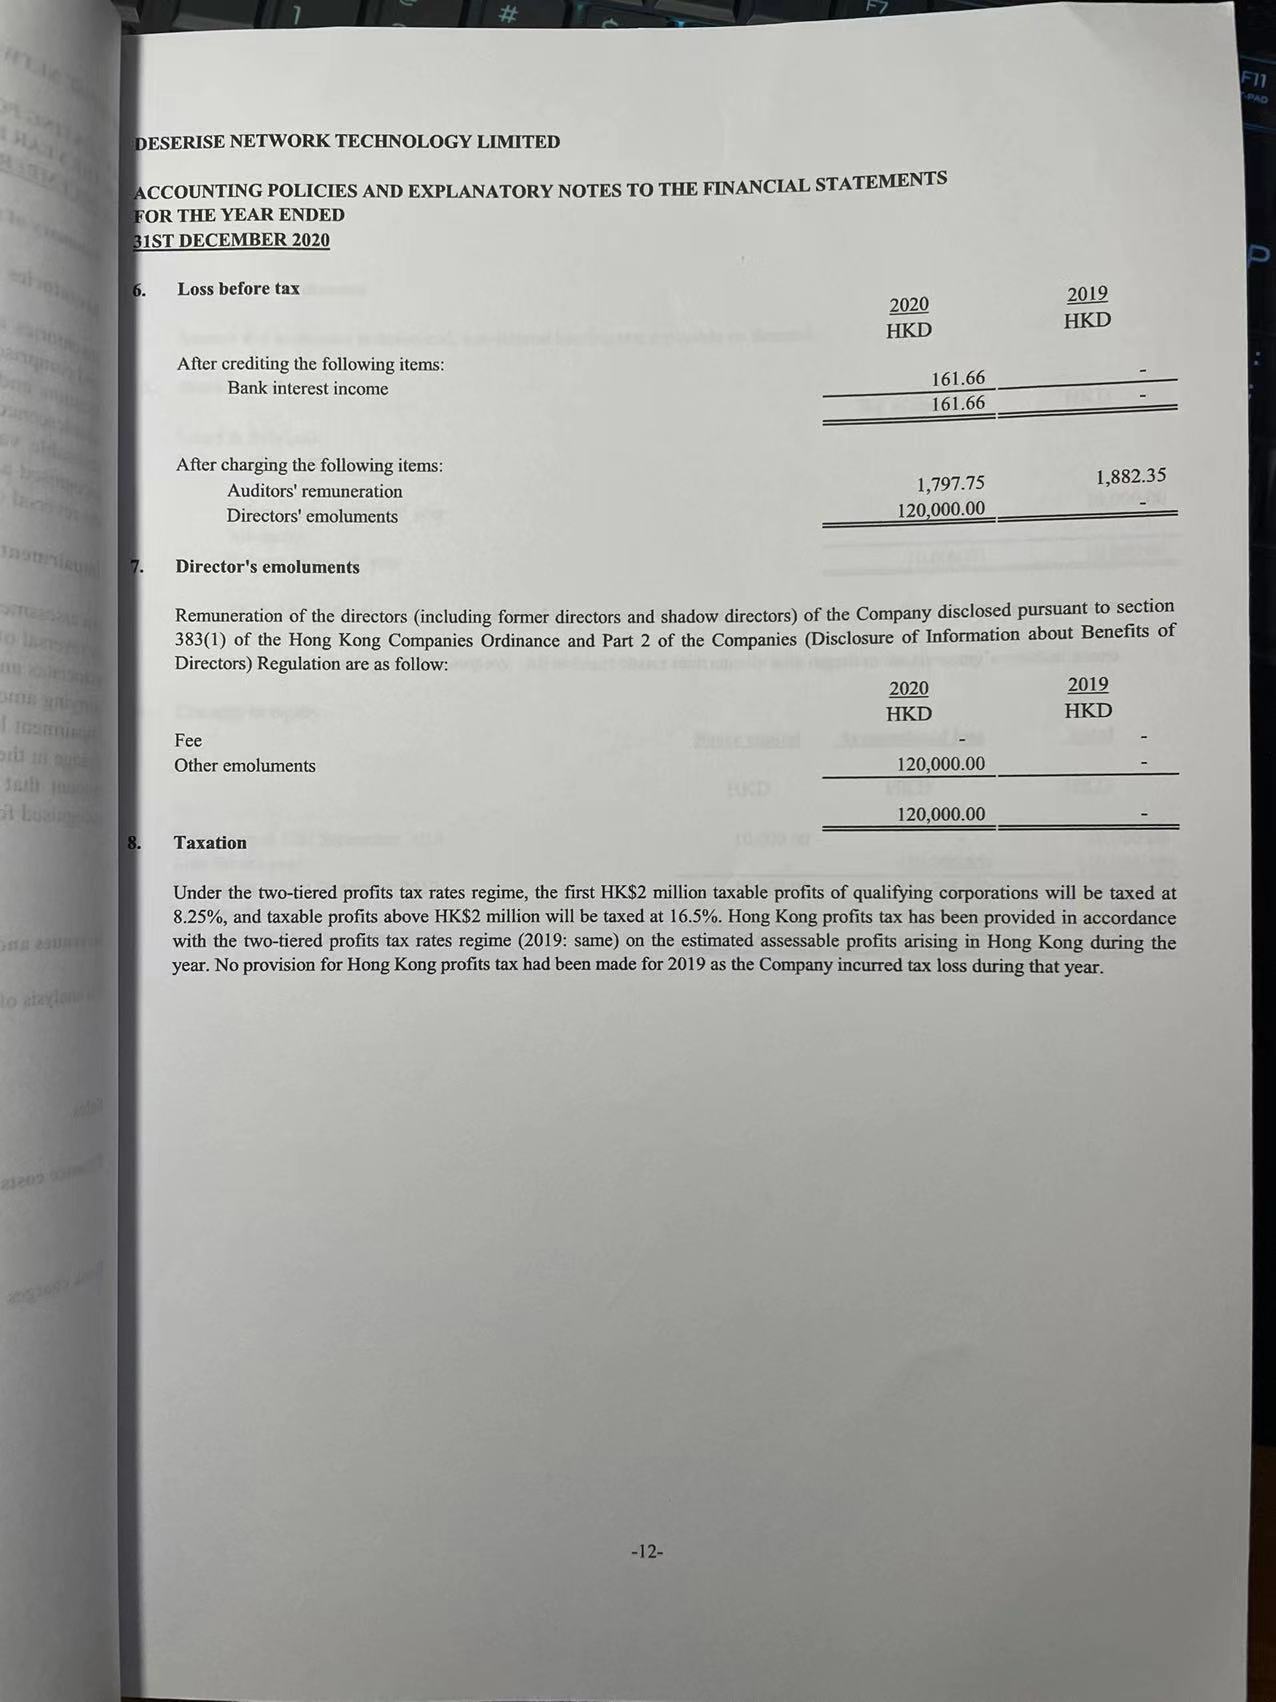 1
#
$
F7
F11
P
DESERISE NETWORK TECHNOLOGY LIMITED
ACCOUNTING POLICIES AND EXPLANATORY NOTES TO THE FINANCIAL STATEMENTS
FOR THE YEAR ENDED
31ST DECEMBER 2020
6. Loss before tax
2020 2019
HKD HKD
After crediting the following items:
Bank interest income 161.66 -
161.66 -
After charging the following items:
Auditors' remuneration 1,797.75 1,882.35
Directors' emoluments 120,000.00 -
7. Director's emoluments
Remuneration of the directors (including former directors and shadow directors) of the Company disclosed pursuant to section
383(1) of the Hong Kong Companies Ordinance and Part 2 of the Companies (Disclosure of Information about Benefits of
Directors) Regulation are as follow:
2020 2019
HKD HKD
Fee - -
Other emoluments 120,000.00 -
120,000.00 -
8. Taxation
Under the two-tiered profits tax rates regime, the first HK$2 million taxable profits of qualifying corporations will be taxed at
8.25%, and taxable profits above HK$2 million will be taxed at 16.5%. Hong Kong profits tax has been provided in accordance
with the two-tiered profits tax rates regime (2019: same) on the estimated assessable profits arising in Hong Kong during the
year. No provision for Hong Kong profits tax had been made for 2019 as the Company incurred tax loss during that year.
-12-